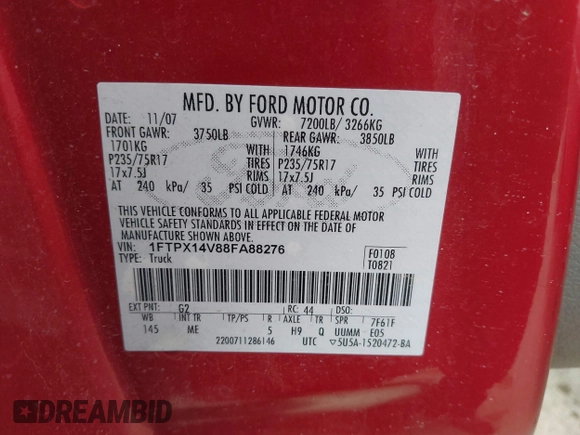 MFD. BY FORD MOTOR CO.
DATE: 11/07 GVWR: 7200LB/ 3266KG
FRONT GAWR: 3750LB REAR GAWR: 3850LB
1701KG WITH 1746KG WITH
P235/75R17 TIRES P235/75R17 TIRES
17x7.5J RIMS 17x7.5J RIMS
AT 240 kPa/ 35 PSI COLD AT 240 kPa/ 35 PSI COLD
THIS VEHICLE CONFORMS TO ALL APPLICABLE FEDERAL MOTOR
VEHICLE SAFETY STANDARDS IN EFFECT ON THE DATE OF
MANUFACTURE SHOWN ABOVE.
VIN: 1FTPX14V88FA88276 F0108
TYPE: Truck T0821
EXT PNT: G2 RC: 44 DSO:
WB INT TR TP/PS R AXLE TR SPR 7F61F
145 ME 5 H9 Q UUMM E05
2200711286146 UTC ▽5U5A-1520472-BA
DREAMBID
Ford